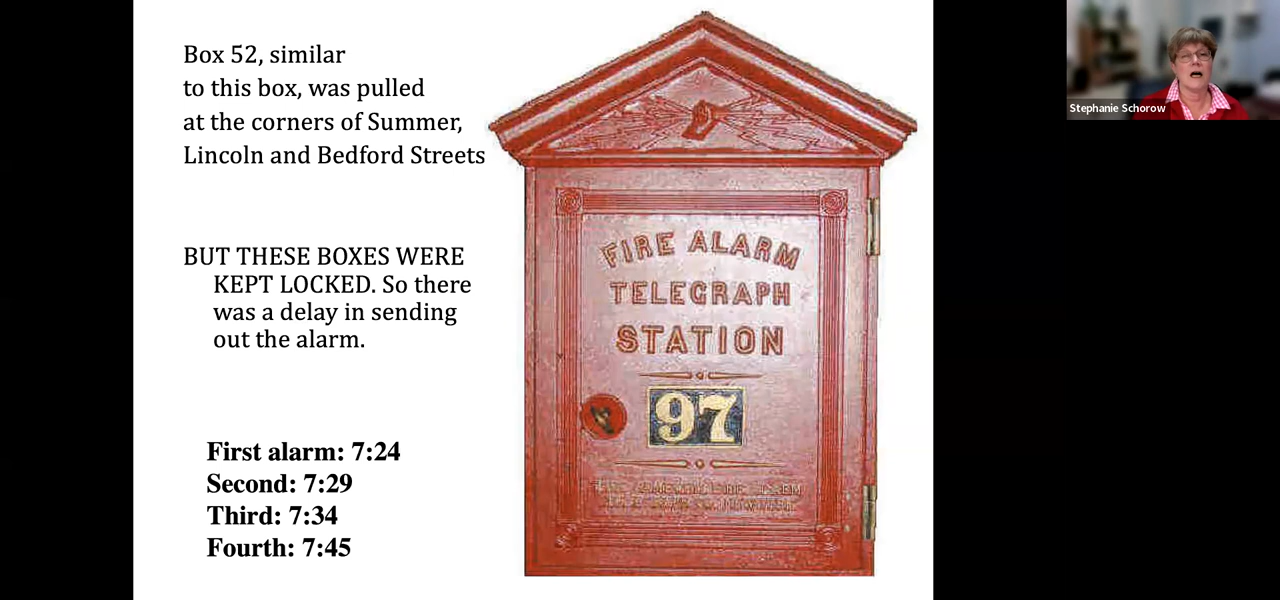 Box 52, similar
to this box, was pulled
at the corners of Summer,
Lincoln and Bedford Streets
BUT THESE BOXES WERE
KEPT LOCKED. So there
was a delay in sending
out the alarm.
First alarm: 7:24
Second: 7:29
Third: 7:34
Fourth: 7:45
FIRE ALARM
TELEGRAPH
STATION
97
Stephanie Schorow